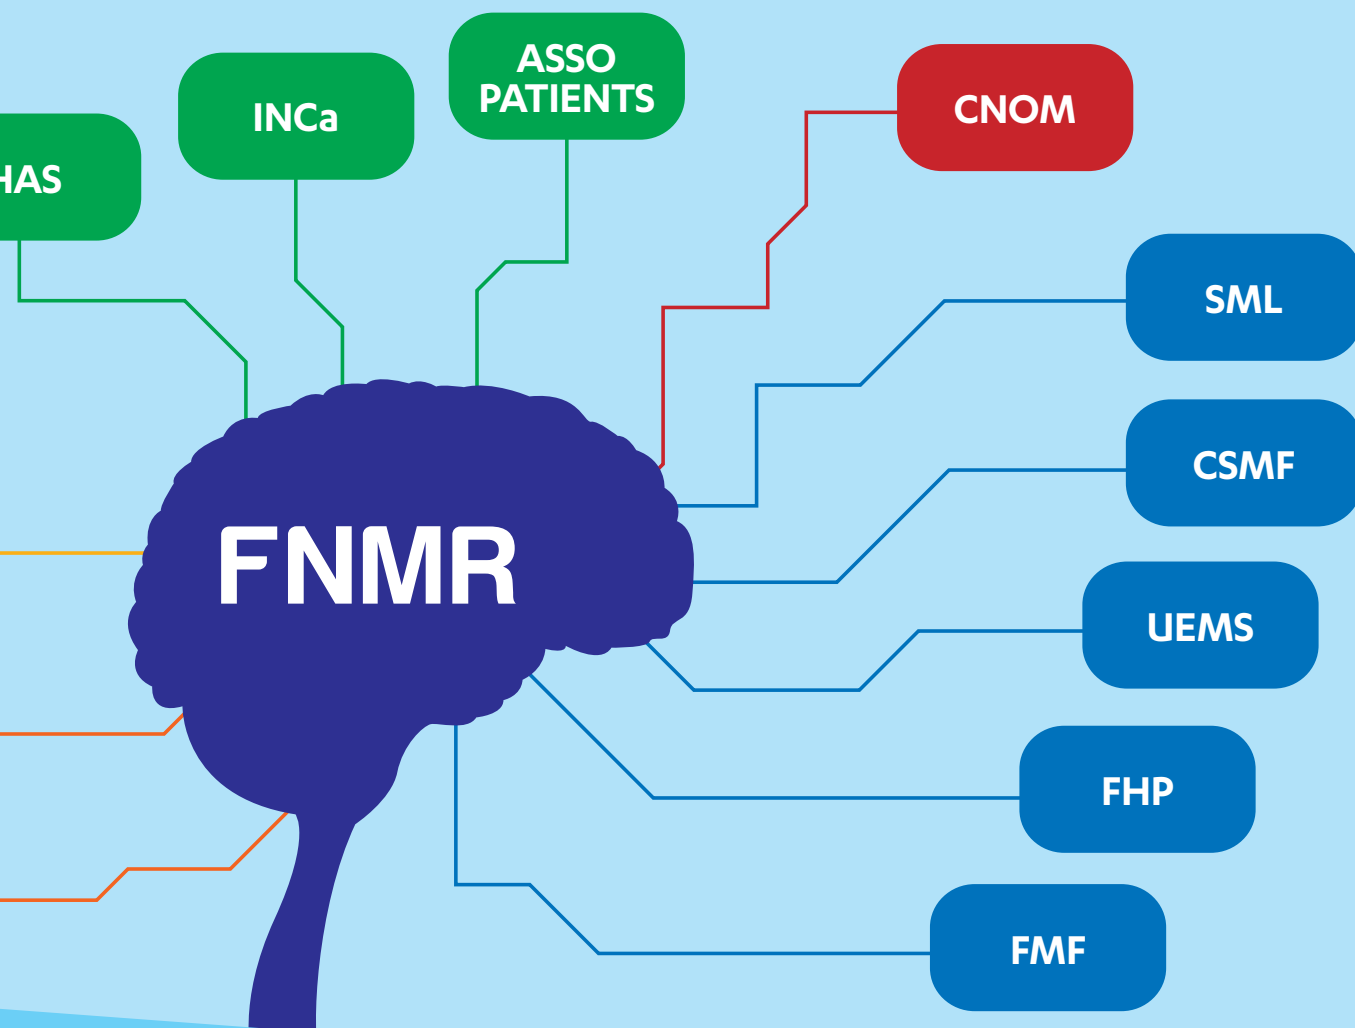 ASSO
PATIENTS
INCa
CNOM
HAS
SML
CSMF
FNMR
UEMS
FHP
FMF